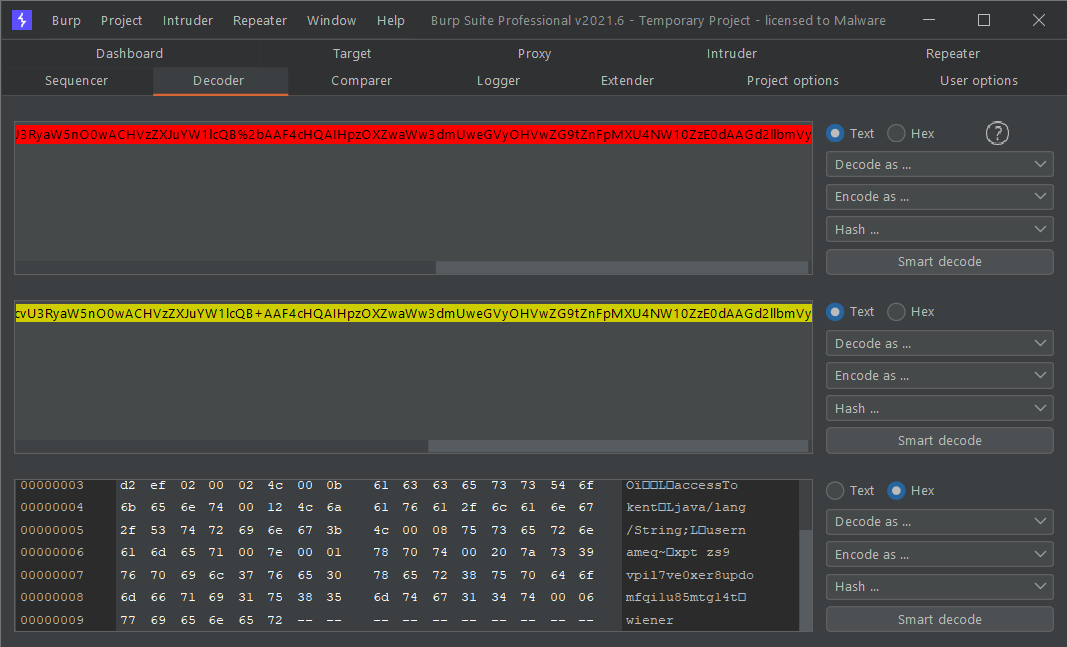 Burp Project Intruder Repeater Window Help Burp Suite Professional v2021.6 - Temporary Project - licensed to Malware
Dashboard Target Proxy Intruder Repeater
Sequencer Decoder Comparer Logger Extender Project options User options
J3RyaW5nO0wACHVzZXJuYW1lcQB%2bAAF4cHQAIHpzOXZwaWw3dmUweGVyOHVwZG9tZnFpMXU4NW10ZzE0dAAGd2llbmVy
Text Hex ?
Decode as ...
Encode as ...
Hash ...
Smart decode
cvU3RyaW5nO0wACHVzZXJuYW1lcQB+AAF4cHQAIHpzOXZwaWw3dmUweGVyOHVwZG9tZnFpMXU4NW10ZzE0dAAGd2llbmVy
Text Hex
Decode as ...
Encode as ...
Hash ...
Smart decode
00000003 d2 ef 02 00 02 4c 00 0b 61 63 63 65 73 73 54 6f Oi□□L□accessTo
00000004 6b 65 6e 74 00 12 4c 6a 61 76 61 2f 6c 61 6e 67 kentLjava/lang
00000005 2f 53 74 72 69 6e 67 3b 4c 00 08 75 73 65 72 6e /String;L□usern
00000006 61 6d 65 71 00 7e 00 01 78 70 74 00 20 7a 73 39 ameq~□xpt zs9
00000007 76 70 69 6c 37 76 65 30 78 65 72 38 75 70 64 6f vpil7ve0xer8updo
00000008 6d 66 71 69 31 75 38 35 6d 74 67 31 34 74 00 06 mfqi1u85mtg14t□
00000009 77 69 65 6e 65 72 -- -- -- -- -- -- -- -- -- -- wiener
Text Hex
Decode as ...
Encode as ...
Hash ...
Smart decode